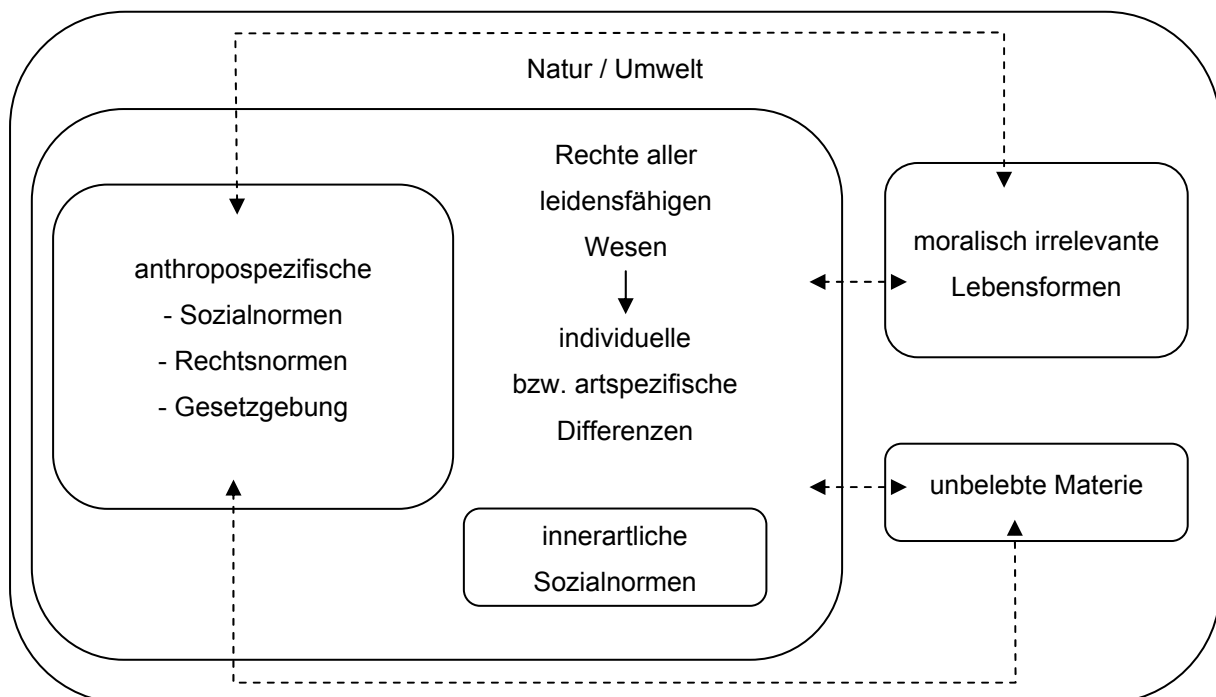 Natur / Umwelt
Rechte aller
leidensfähigen
Wesen
individuelle
bzw. artspezifische
Differenzen
anthropospezifische
- Sozialnormen
- Rechtsnormen
- Gesetzgebung
innerartliche
Sozialnormen
moralisch irrelevante
Lebensformen
unbelebte Materie